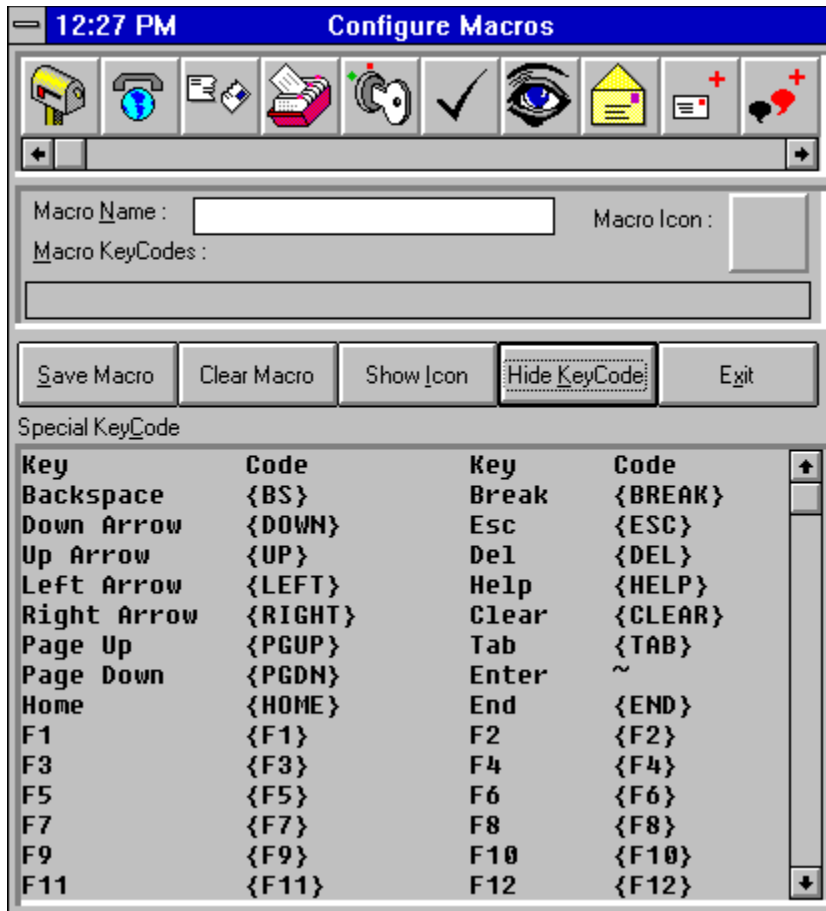 12:27 PM Configure Macros
Macro Name :
Macro Icon :
Macro KeyCodes :
Save Macro Clear Macro Show Icon Hide KeyCode Exit
Special KeyCode
Key Code Key Code
Backspace {BS} Break {BREAK}
Down Arrow {DOWN} Esc {ESC}
Up Arrow {UP} Del {DEL}
Left Arrow {LEFT} Help {HELP}
Right Arrow {RIGHT} Clear {CLEAR}
Page Up {PGUP} Tab {TAB}
Page Down {PGDN} Enter ~
Home {HOME} End {END}
F1 {F1} F2 {F2}
F3 {F3} F4 {F4}
F5 {F5} F6 {F6}
F7 {F7} F8 {F8}
F9 {F9} F10 {F10}
F11 {F11} F12 {F12}